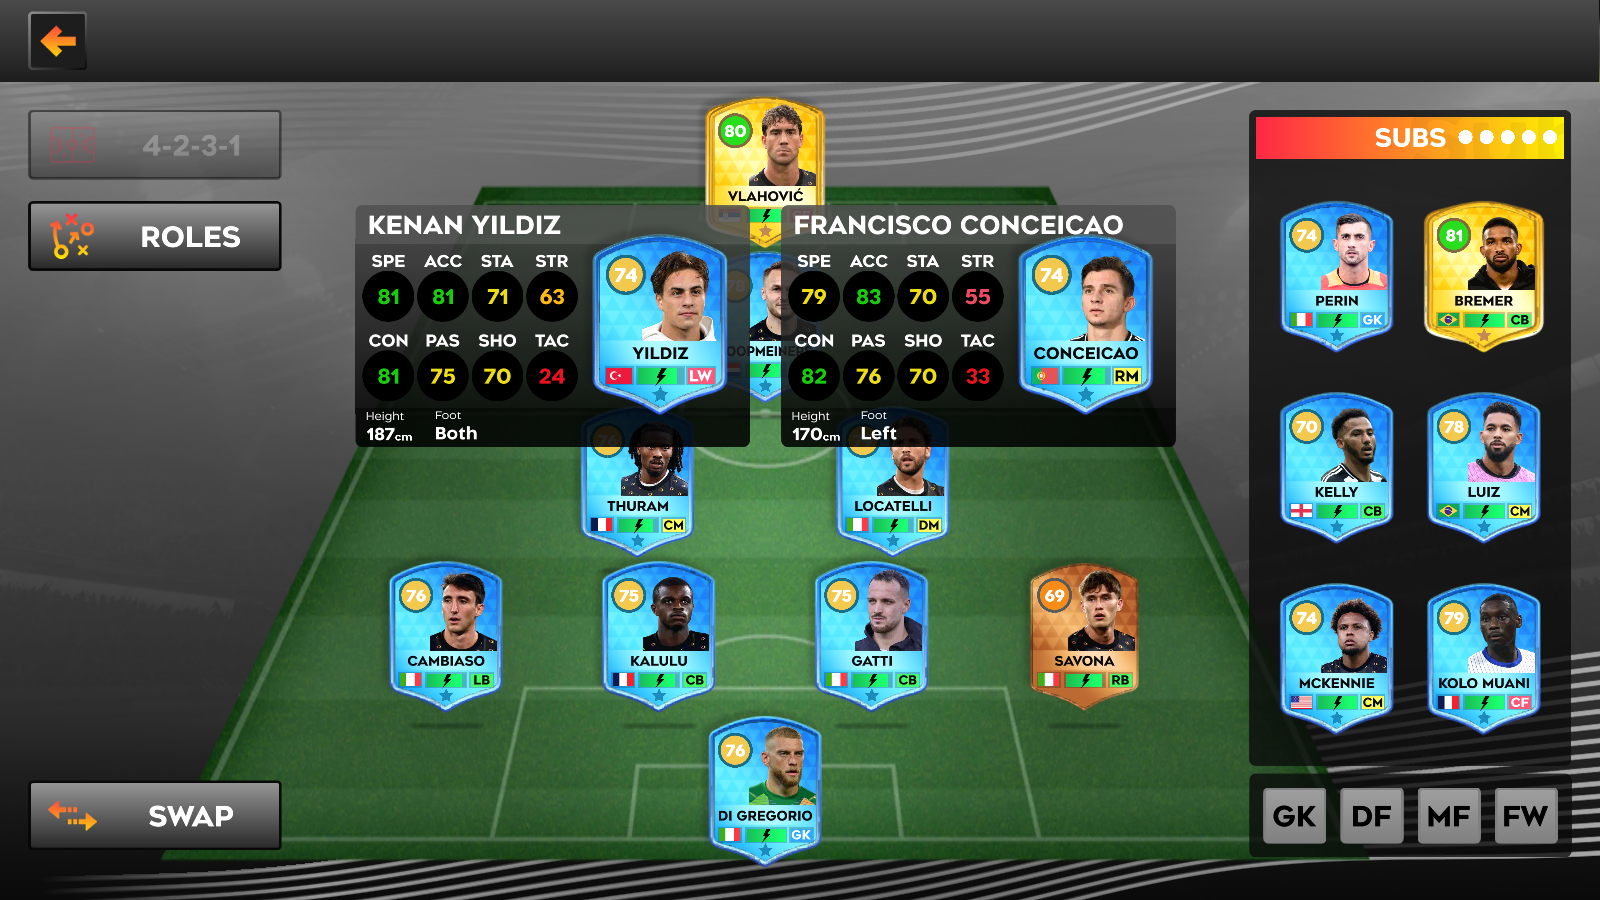 4-2-3-1
ROLES
SWAP
80
VLAHOVIĆ
KENAN YILDIZ
SPE ACC STA STR
81 81 71 63
CON PAS SHO TAC
81 75 70 24
Height Foot
187cm Both
74
YILDIZ
LW
78
FRANCISCO CONCEICAO
SPE ACC STA STR
79 83 70 55
CON PAS SHO TAC
82 76 70 33
Height Foot
170cm Left
74
CONCEICAO
RM
76
THURAM
CM
LOCATELLI
DM
76
CAMBIASO
LB
75
KALULU
CB
75
GATTI
CB
69
SAVONA
RB
76
DI GREGORIO
GK
SUBS
74
PERIN
GK
81
BREMER
CB
70
KELLY
CB
78
LUIZ
CM
74
MCKENNIE
CM
79
KOLO MUANI
CF
GK DF MF FW